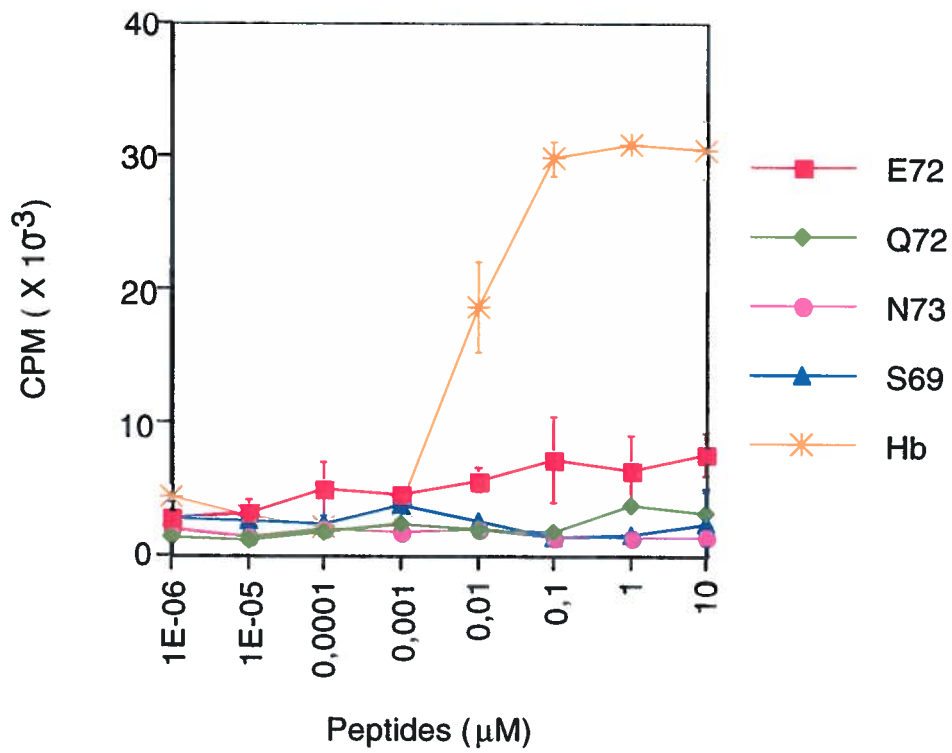 40
30
20
10
0
CPM ( X 10-3)
1E-06
1E-05
0,0001
0,001
0,01
0,1
1
10
Peptides (µM)
E72
Q72
N73
S69
Hb